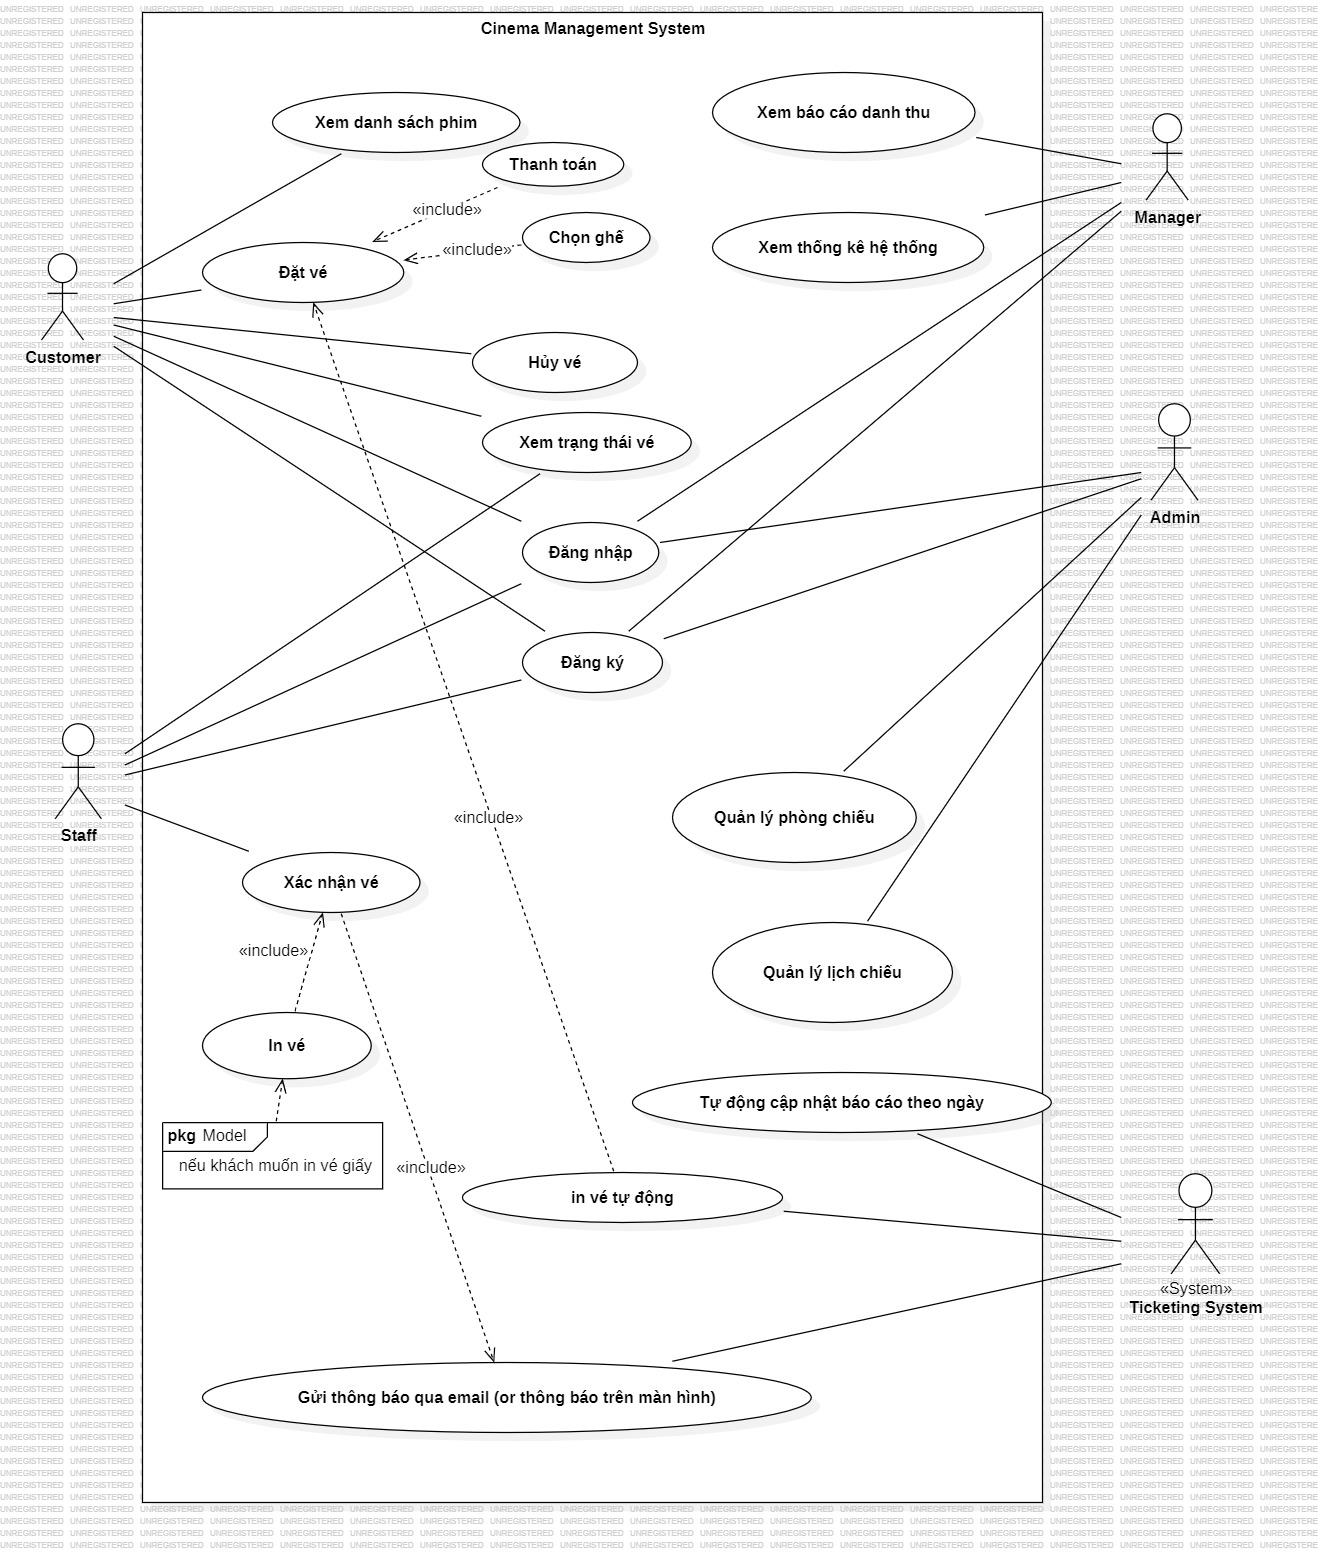 Cinema Management System
Xem danh sách phim
Xem báo cáo danh thu
Thanh toán
«include»
Manager
Chọn ghế
Xem thống kê hệ thống
«include»
Đặt vé
Customer
Hủy vé
Xem trạng thái vé
Admin
Đăng nhập
Đăng ký
Staff
«include»
Quản lý phòng chiếu
Xác nhận vé
«include»
Quản lý lịch chiếu
In vé
Tự động cập nhật báo cáo theo ngày
pkg Model
nếu khách muốn in vé giấy
«include»
in vé tự động
«System»
Ticketing System
Gửi thông báo qua email (or thông báo trên màn hình)
UNREGISTERED